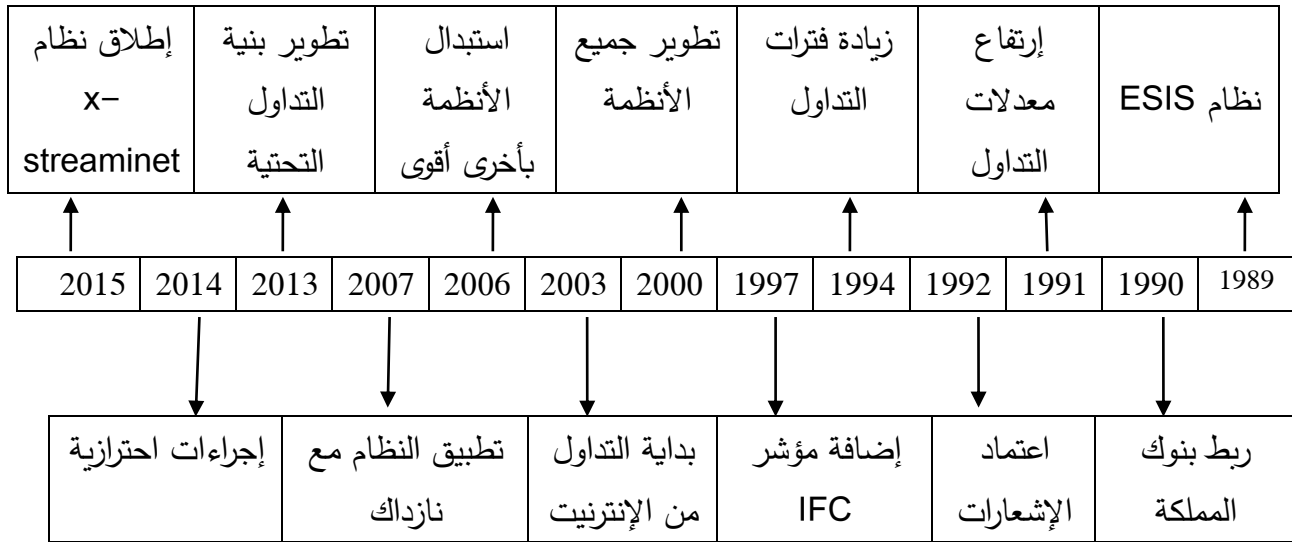 نظام ESIS
إرتفاع
معدلات
التداول
زيادة فترات
التداول
تطوير جميع
الأنظمة
استبدال
الأنظمة
بأخرى أقوى
تطوير بنية
التداول
التحتية
إطلاق نظام
x–
streaminet
1989
1990
1991
1992
1994
1997
2000
2003
2006
2007
2013
2014
2015
ربط بنوك
المملكة
اعتماد
الإشعارات
إضافة مؤشر
IFC
بداية التداول
من الإنترنيت
تطبيق النظام مع
نازداك
إجراءات احترازية